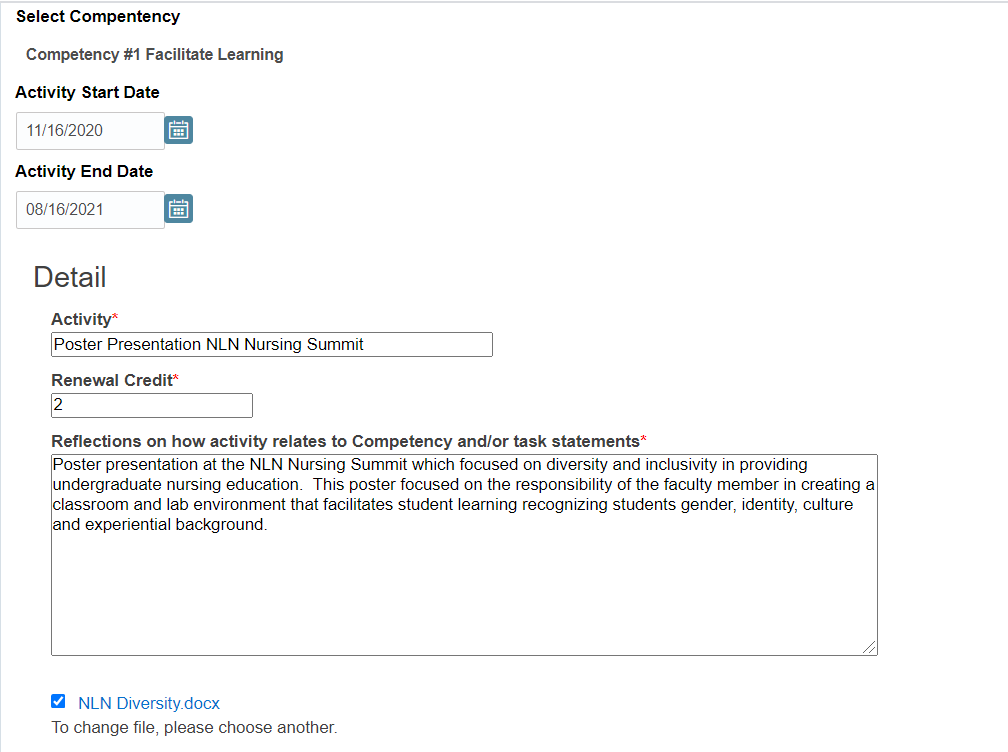 Select Compentency
Competency #1 Facilitate Learning
Activity Start Date
11/16/2020
Activity End Date
08/16/2021
Detail
Activity*
Poster Presentation NLN Nursing Summit
Renewal Credit*
2
Reflections on how activity relates to Competency and/or task statements*
Poster presentation at the NLN Nursing Summit which focused on diversity and inclusivity in providing
undergraduate nursing education.  This poster focused on the responsibility of the faculty member in creating a
classroom and lab environment that facilitates student learning recognizing students gender, identity, culture
and experiential background.
NLN Diversity.docx
To change file, please choose another.